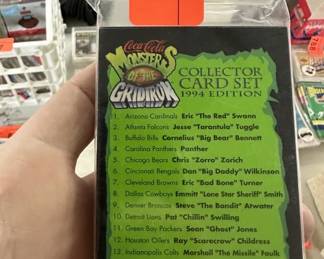 Coca-Cola
MONSTERS
OF THE
GRIDIRON
COLLECTOR
CARD SET
1994 EDITION
1. Arizona Cardinals Eric "The Red" Swann
2. Atlanta Falcons Jesse "Tarantula" Tuggle
3. Buffalo Bills Cornelius "Big Bear" Bennett
4. Carolina Panthers Panther
5. Chicago Bears Chris "Zorro" Zorich
6. Cincinnati Bengals Dan "Big Daddy" Wilkinson
7. Cleveland Browns Eric "Bad Bone" Turner
8. Dallas Cowboys Emmitt "Lone Star Sheriff" Smith
9. Denver Broncos Steve "The Bandit" Atwater
10. Detroit Lions Pat "Chillin" Swilling
11. Green Bay Packers Sean "Ghost" Jones
12. Houston Oilers Ray "Scarecrow" Childress
13. Indianapolis Colts Marshall "The Missile" Faulk